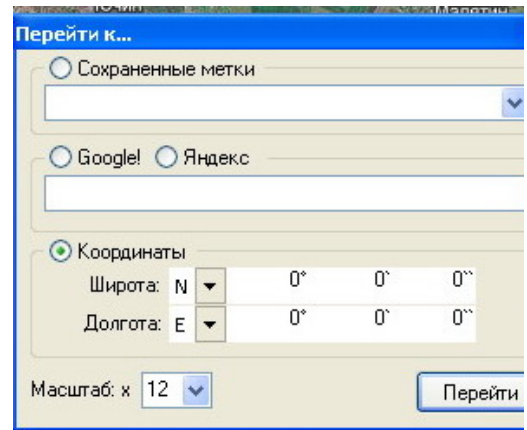 Перейти к...
Сохраненные метки
Google! Яндекс
Координаты
Широта: N 0° 0` 0``
Долгота: E 0° 0` 0``
Масштаб: x 12 Перейти